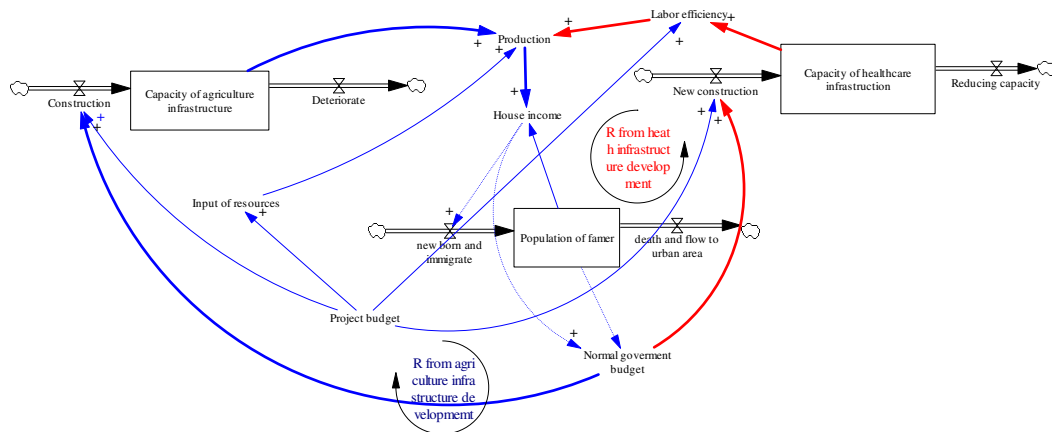 Labor efficiency
+
+
Production
+
+
+
Capacity of agriculture
infrastructure
Construction
Deteriorate
+
+
Capacity of healthcare
infrastructure
New construction
Reducing capacity
+
+
+
House income
+
R from heat
h infrastruct
ure develop
ment
Input of resources
+
+
new born and
immigrate
Population of famer
death and flow to
urban area
Project budget
+
Normal goverment
budget
R from agri
culture infra
structure de
velopmemt